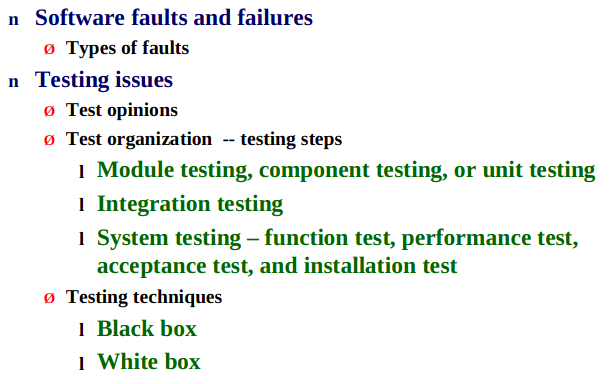 n Software faults and failures
Ø Types of faults
n Testing issues
Ø Test opinions
Ø Test organization -- testing steps
l Module testing, component testing, or unit testing
l Integration testing
l System testing – function test, performance test,
acceptance test, and installation test
Ø Testing techniques
l Black box
l White box